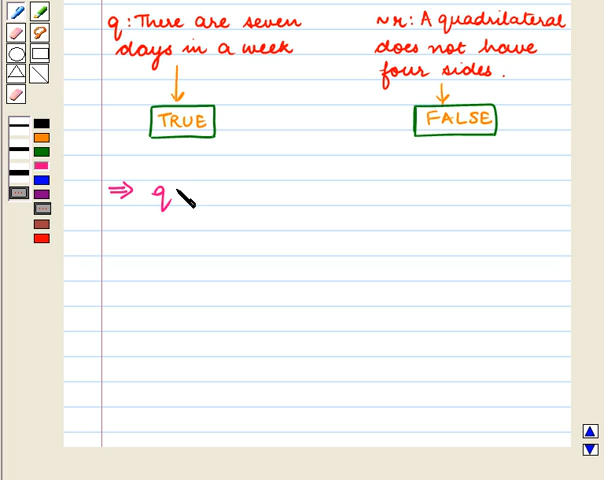 q : There are seven
days in a week
~r : A quadrilateral
does not have
four sides.
TRUE
FALSE
⇒ q